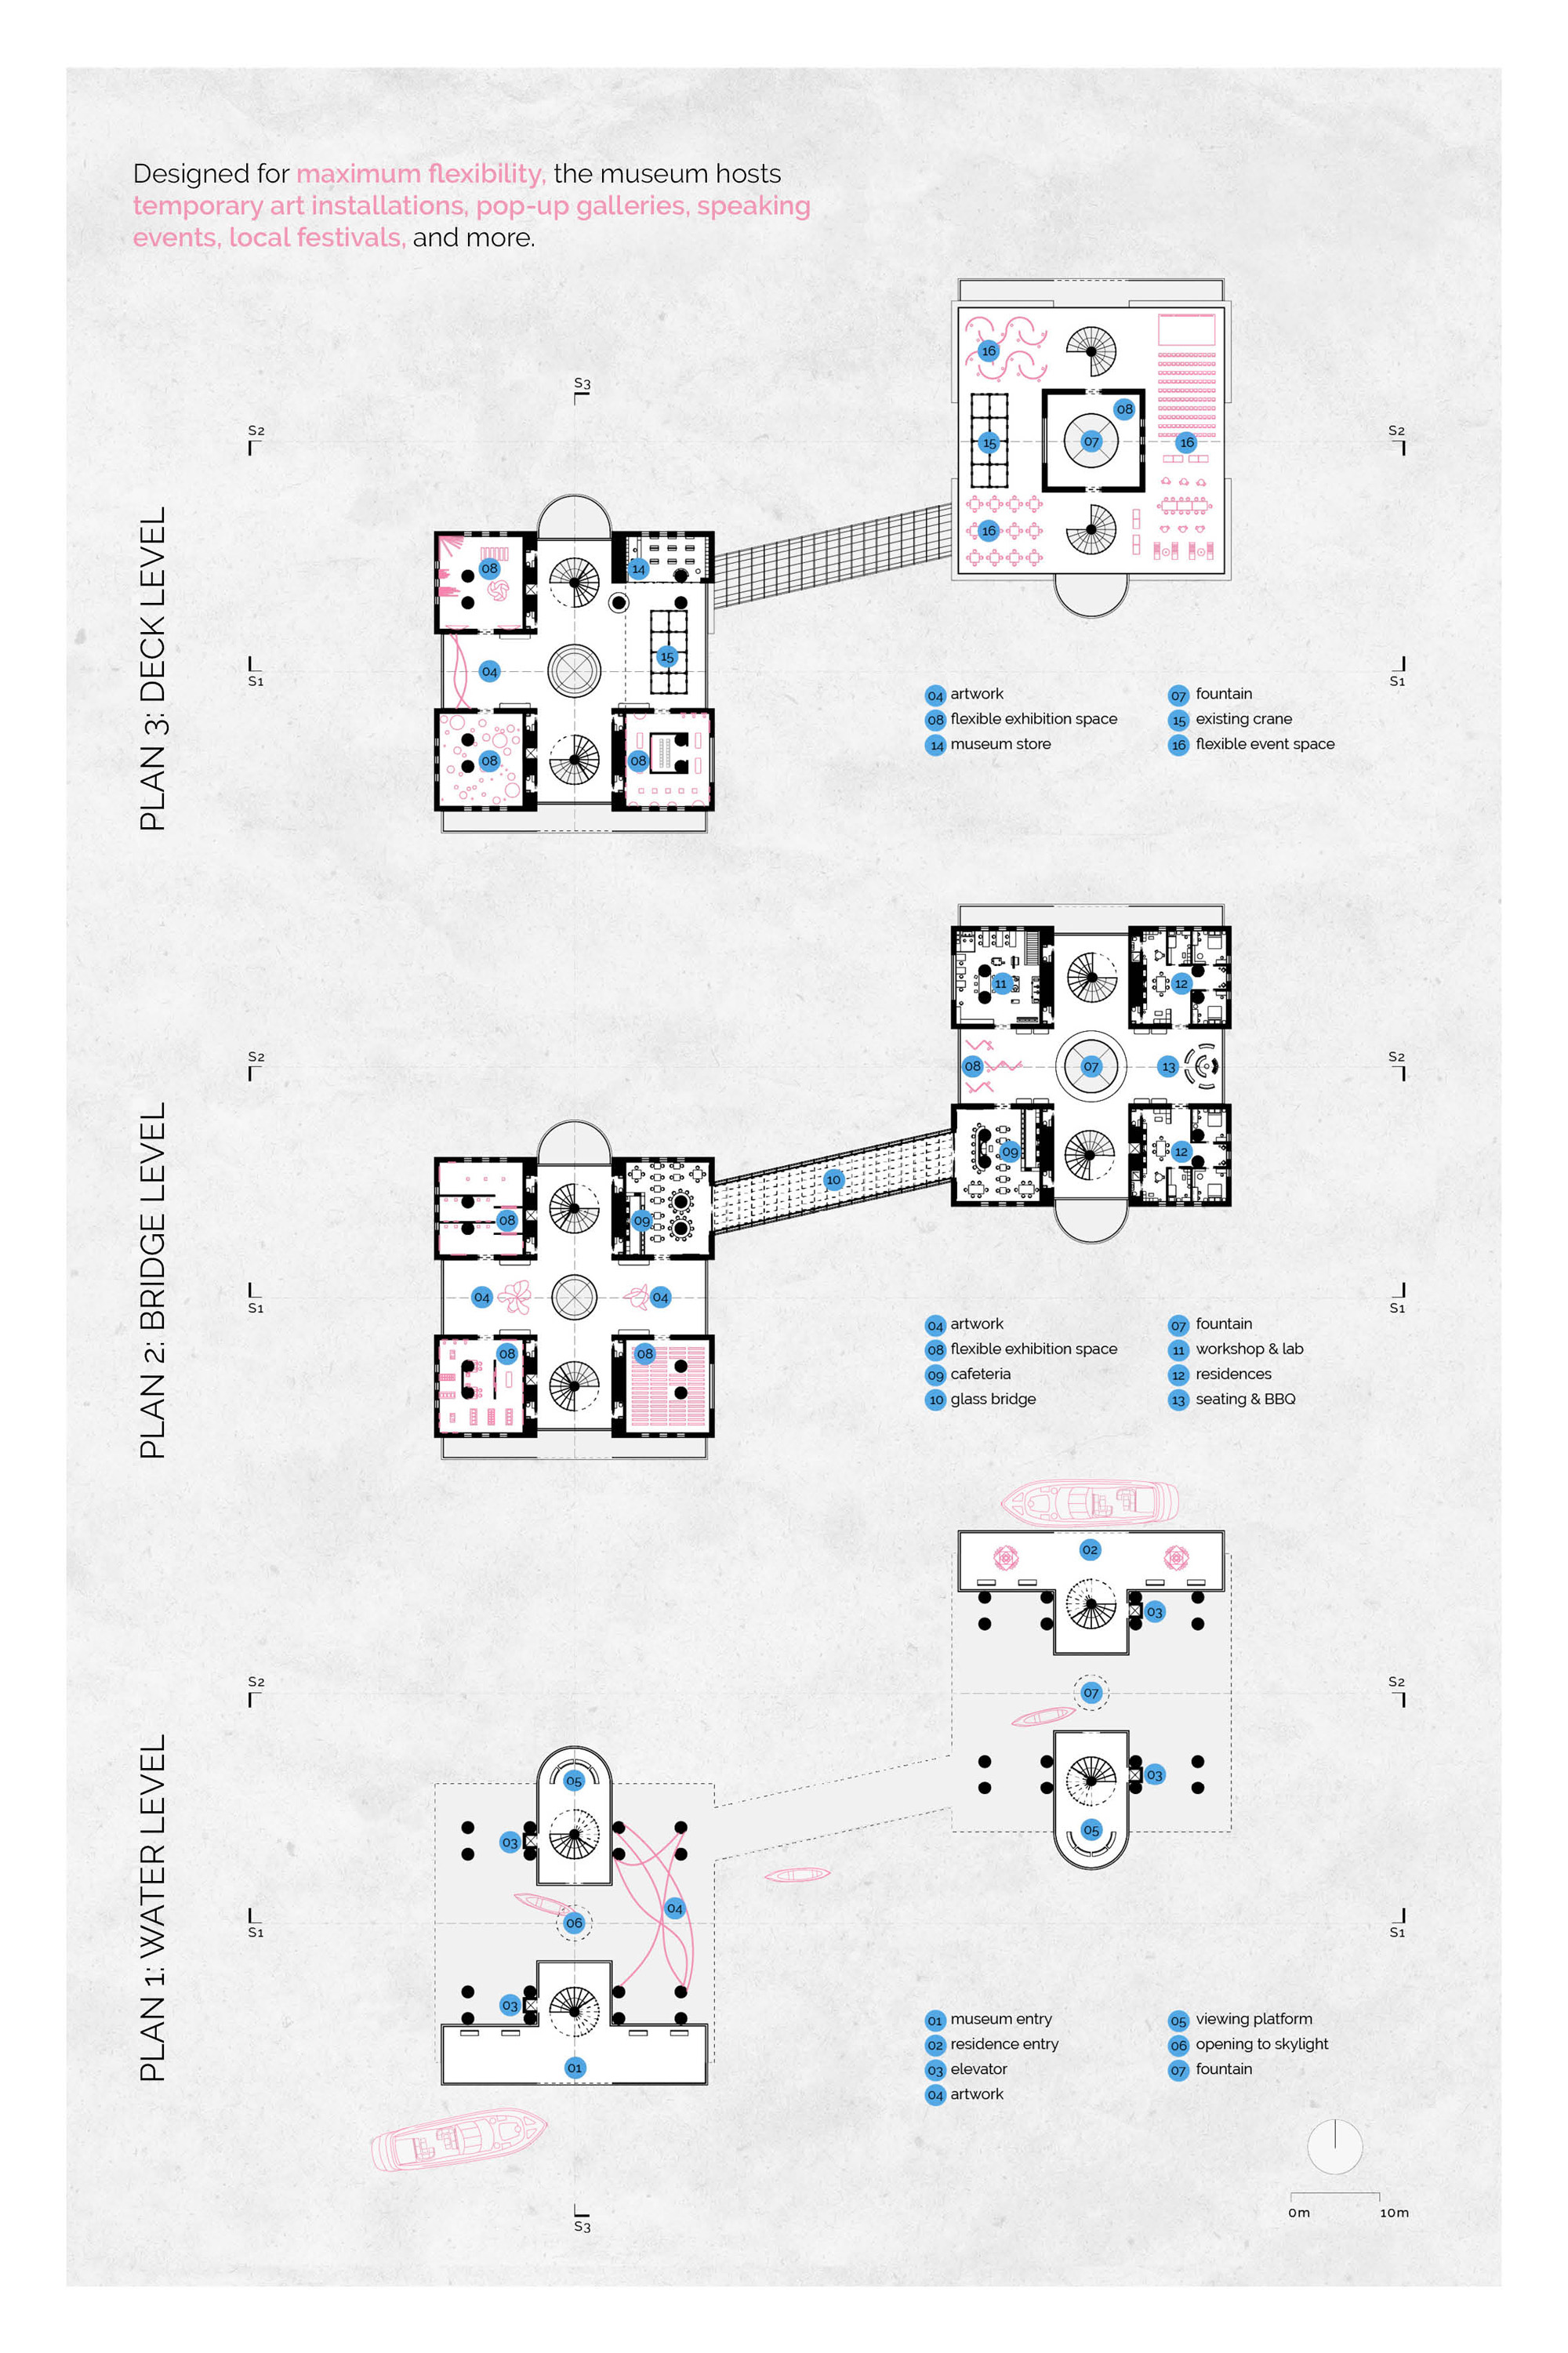 Designed for maximum flexibility, the museum hosts
temporary art installations, pop-up galleries, speaking
events, local festivals, and more.
PLAN 3: DECK LEVEL
S3
S2
S2
S1
S1
16
08
07
15
16
16
08
14
04
15
08
08
04 artwork
08 flexible exhibition space
14 museum store
07 fountain
15 existing crane
16 flexible event space
PLAN 2: BRIDGE LEVEL
S2
S2
S1
S1
11
12
08
07
13
09
12
10
08
09
04
04
08
08
04 artwork
08 flexible exhibition space
09 cafeteria
10 glass bridge
07 fountain
11 workshop & lab
12 residences
13 seating & BBQ
PLAN 1: WATER LEVEL
S2
S2
S1
S1
02
03
07
03
05
05
03
04
06
03
01
01 museum entry
02 residence entry
03 elevator
04 artwork
05 viewing platform
06 opening to skylight
07 fountain
S3
0m
10m